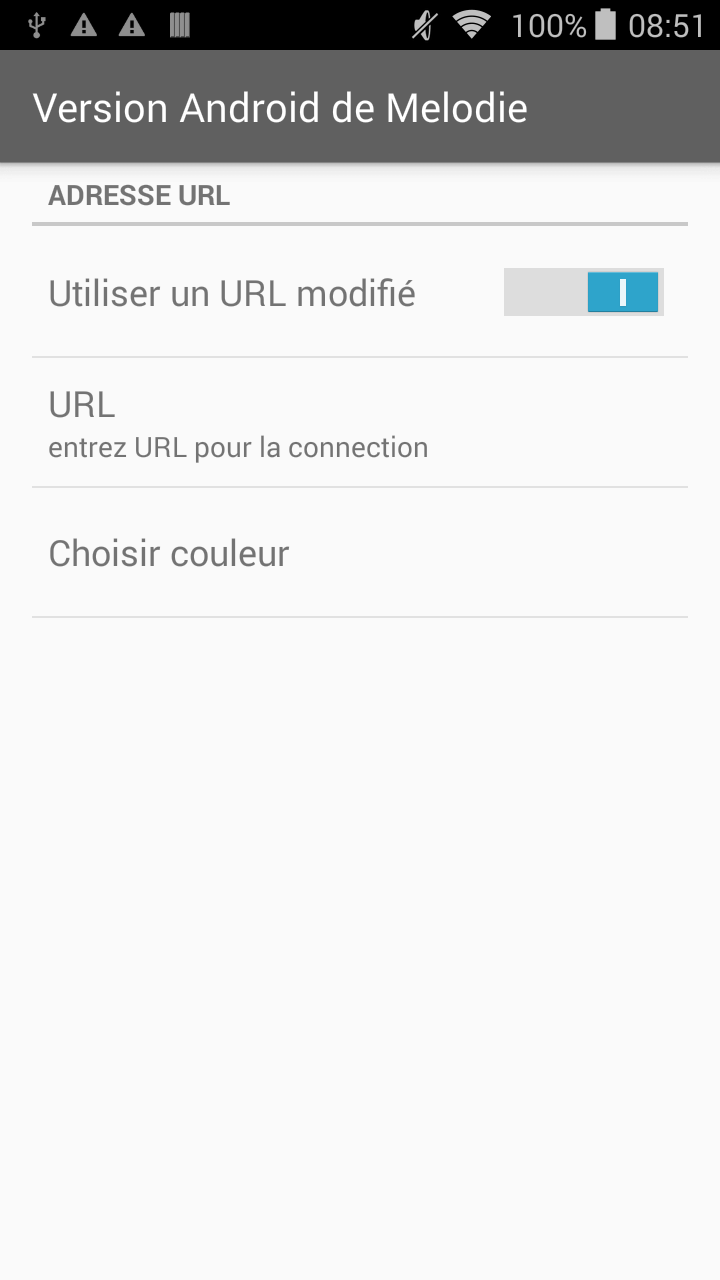 100% 08:51
Version Android de Melodie
ADRESSE URL
Utiliser un URL modifié
URL
entrez URL pour la connection
Choisir couleur